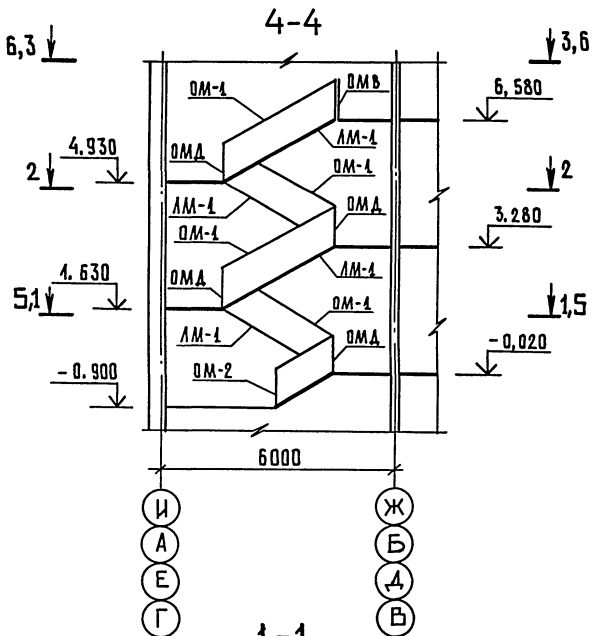 4-4
6,3
3,6
ОМ-1
ОМВ
6,580
4.930
ОМД
ЛМ-1
2
ОМ-1
2
ЛМ-1
ОМД
ОМ-1
3.280
1.630
ОМД
ЛМ-1
5,1
ОМ-1
1,5
ЛМ-1
ОМД
-0,020
-0.900
ОМ-2
6000
И
Ж
А
Б
Е
Д
Г
В
1-1